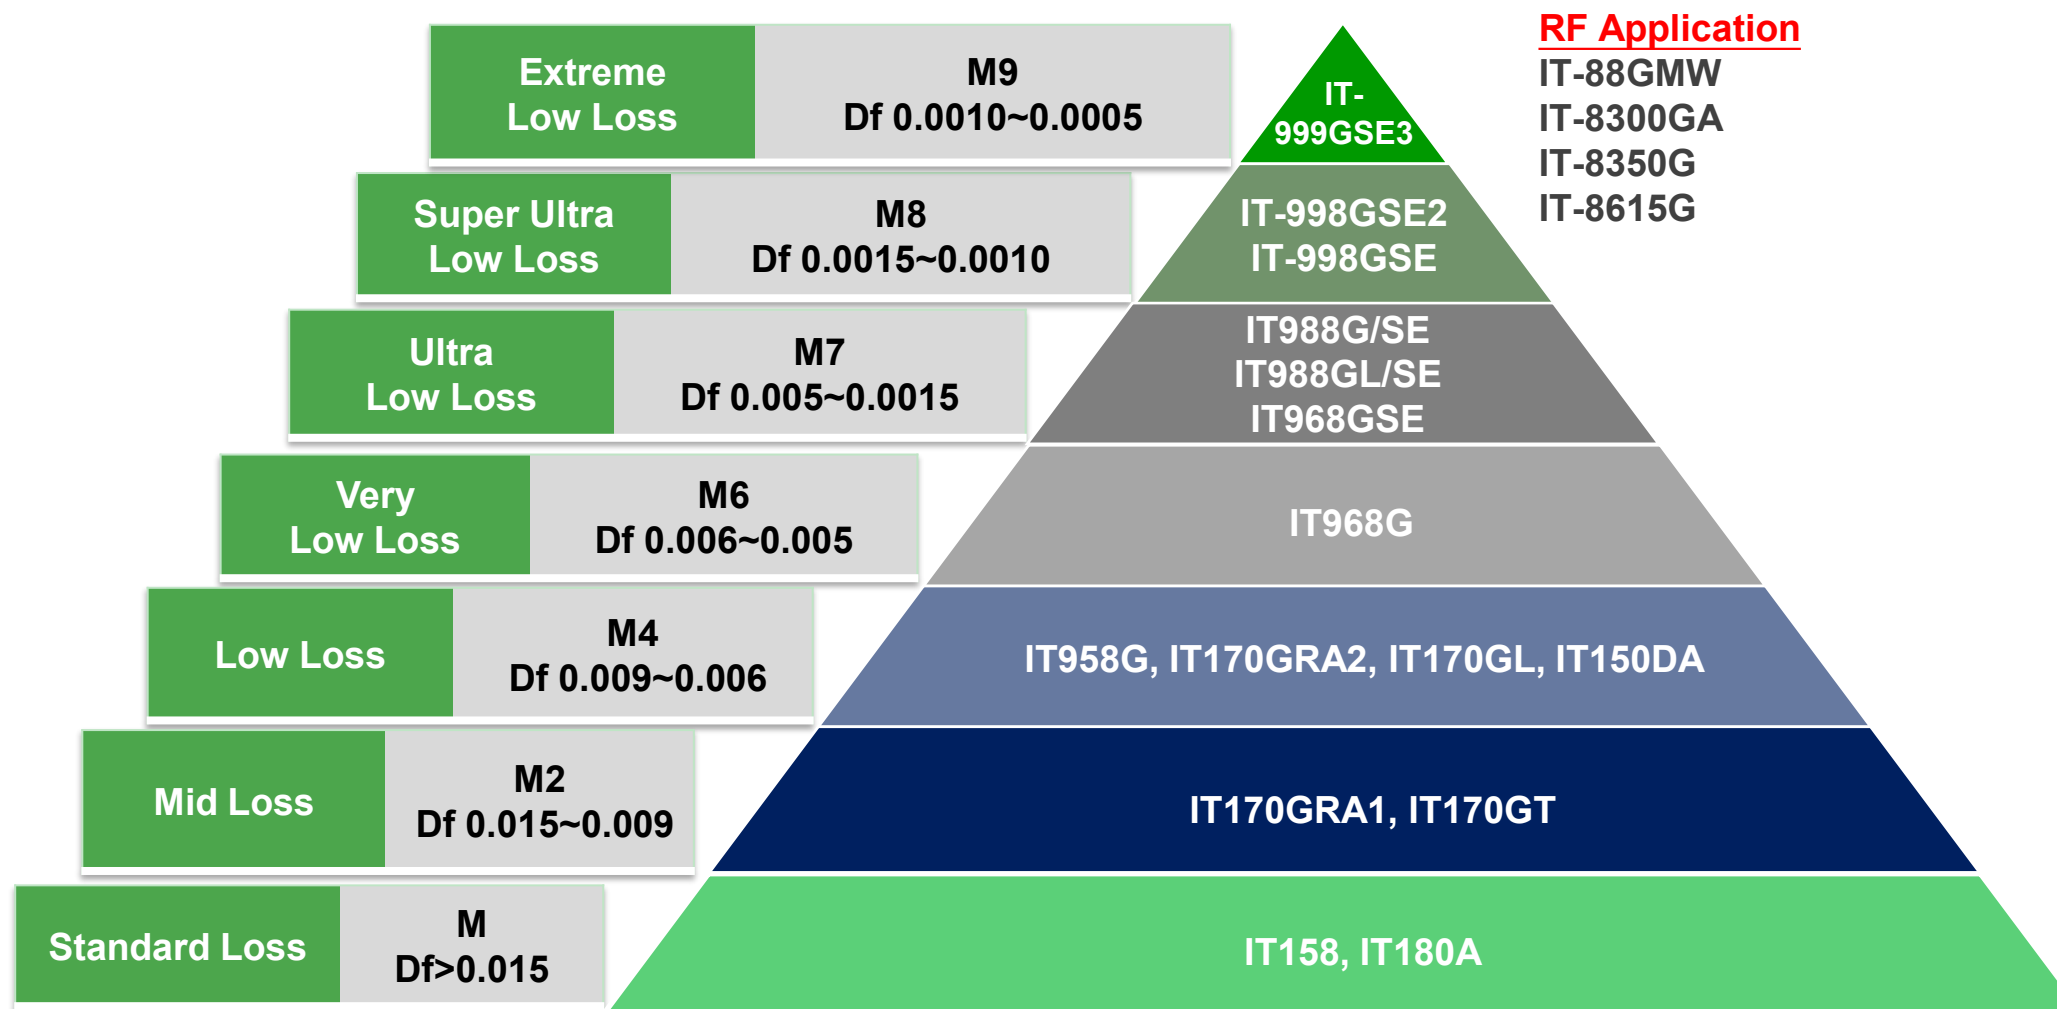 Extreme
Low Loss
M9
Df 0.0010~0.0005
IT-
999GSE3
RF Application
IT-88GMW
IT-8300GA
IT-8350G
IT-8615G
Super Ultra
Low Loss
M8
Df 0.0015~0.0010
IT-998GSE2
IT-998GSE
Ultra
Low Loss
M7
Df 0.005~0.0015
IT988G/SE
IT988GL/SE
IT968GSE
Very
Low Loss
M6
Df 0.006~0.005
IT968G
Low Loss
M4
Df 0.009~0.006
IT958G, IT170GRA2, IT170GL, IT150DA
Mid Loss
M2
Df 0.015~0.009
IT170GRA1, IT170GT
Standard Loss
M
Df>0.015
IT158, IT180A